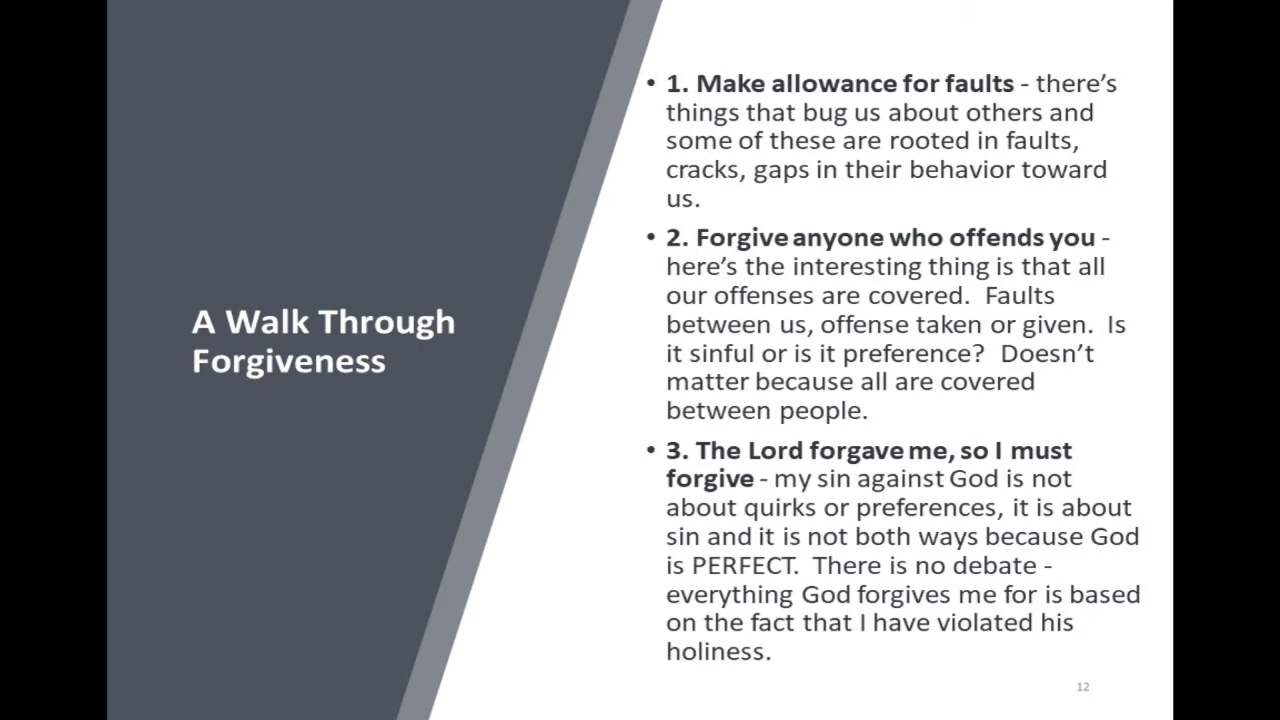 A Walk Through
Forgiveness
• 1. Make allowance for faults - there’s
things that bug us about others and
some of these are rooted in faults,
cracks, gaps in their behavior toward
us.
• 2. Forgive anyone who offends you -
here’s the interesting thing is that all
our offenses are covered.  Faults
between us, offense taken or given.  Is
it sinful or is it preference?  Doesn’t
matter because all are covered
between people.
• 3. The Lord forgave me, so I must
forgive - my sin against God is not
about quirks or preferences, it is about
sin and it is not both ways because God
is PERFECT.  There is no debate -
everything God forgives me for is based
on the fact that I have violated his
holiness.
12